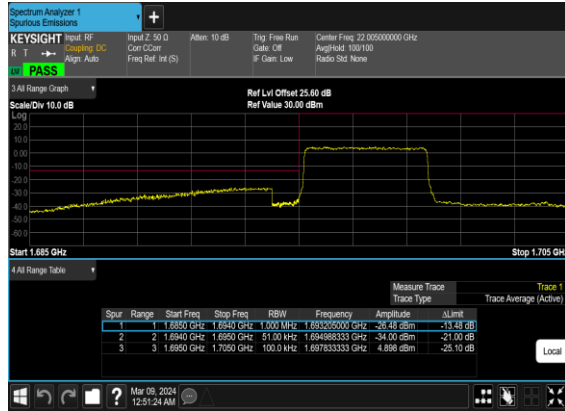 Spectrum Analyzer 1
Spurious Emissions
+
KEYSIGHT Input: RF Input Z: 50 Ω Atten: 10 dB Trig: Free Run Center Freq: 22.005000000 GHz
R T Coupling: DC Corr CCorr Gate: Off Avg|Hold: 100/100
Align: Auto Freq Ref: Int (S) IF Gain: Low Radio Std: None
PASS
3 All Range Graph
Ref Lvl Offset 25.60 dB
Scale/Div 10.0 dB Ref Value 30.00 dBm
Log
20.0
10.0
0.00
-10.0
-20.0
-30.0
-40.0
-50.0
-60.0
Start 1.685 GHz Stop 1.705 GHz
4 All Range Table
Measure Trace Trace 1
Trace Type Trace Average (Active)
Spur Range Start Freq Stop Freq RBW Frequency Amplitude ΔLimit
1 1 1.6850 GHz 1.6940 GHz 1.000 MHz 1.693205000 GHz -26.48 dBm -13.48 dB
2 2 1.6940 GHz 1.6950 GHz 51.00 kHz 1.694988333 GHz -34.00 dBm -21.00 dB
3 3 1.6950 GHz 1.7050 GHz 100.0 kHz 1.697833333 GHz 4.898 dBm -25.10 dB
Local
? Mar 09, 2024
12:51:24 AM